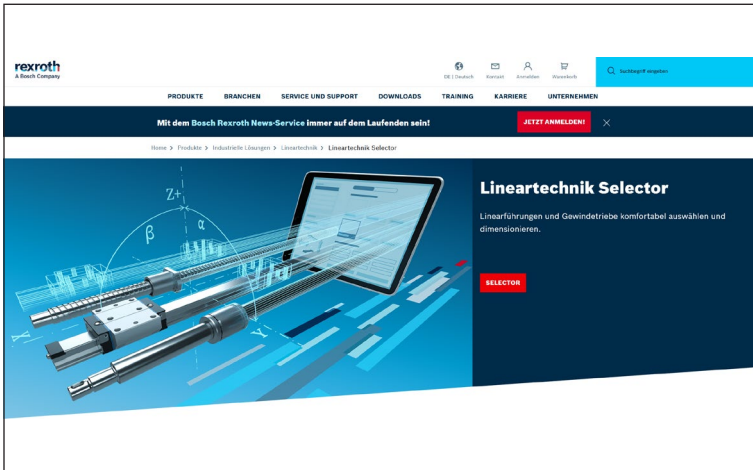 rexroth
A Bosch Company
DE | Deutsch
Kontakt
Anmelden
Warenkorb
Suchbegriff eingeben
PRODUKTE
BRANCHEN
SERVICE UND SUPPORT
DOWNLOADS
TRAINING
KARRIERE
UNTERNEHMEN
Mit dem Bosch Rexroth News-Service immer auf dem Laufenden sein!
JETZT ANMELDEN!
Home > Produkte > Industrielle Lösungen > Lineartechnik > Lineartechnik Selector
Z+
β
α
X
Y
Lineartechnik Selector
Linearführungen und Gewindetriebe komfortabel auswählen und
dimensionieren.
SELECTOR